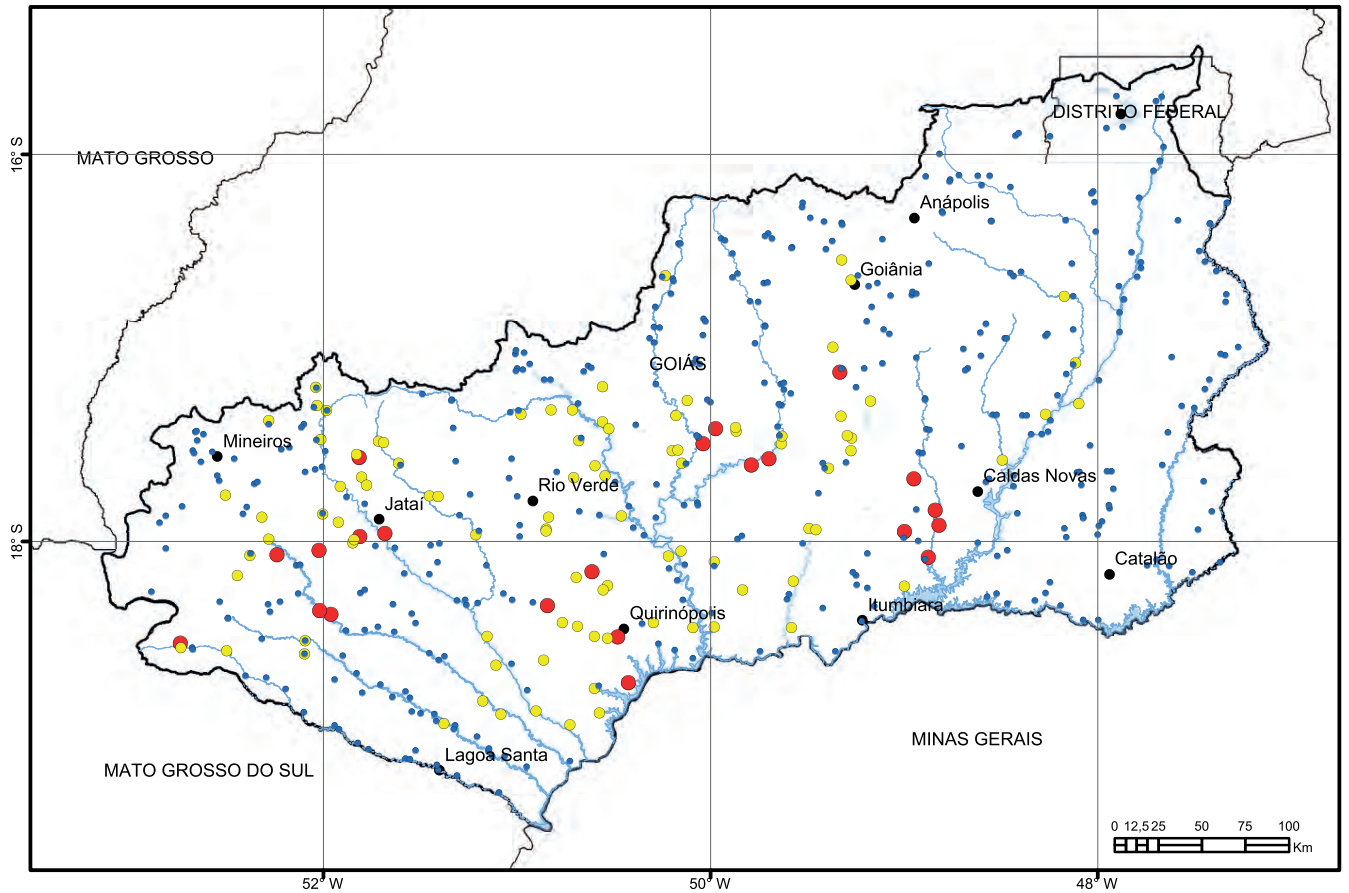 DISTRITO FEDERAL
16°S
MATO GROSSO
Anápolis
Goiânia
GOIÁS
Mineiros
Caldas Novas
Rio Verde
Jataí
18°S
Catalão
Itumbiara
Quirinópolis
MINAS GERAIS
Lagoa Santa
MATO GROSSO DO SUL
0 12,5 25 50 75 100
Km
52° W 50° W 48° W